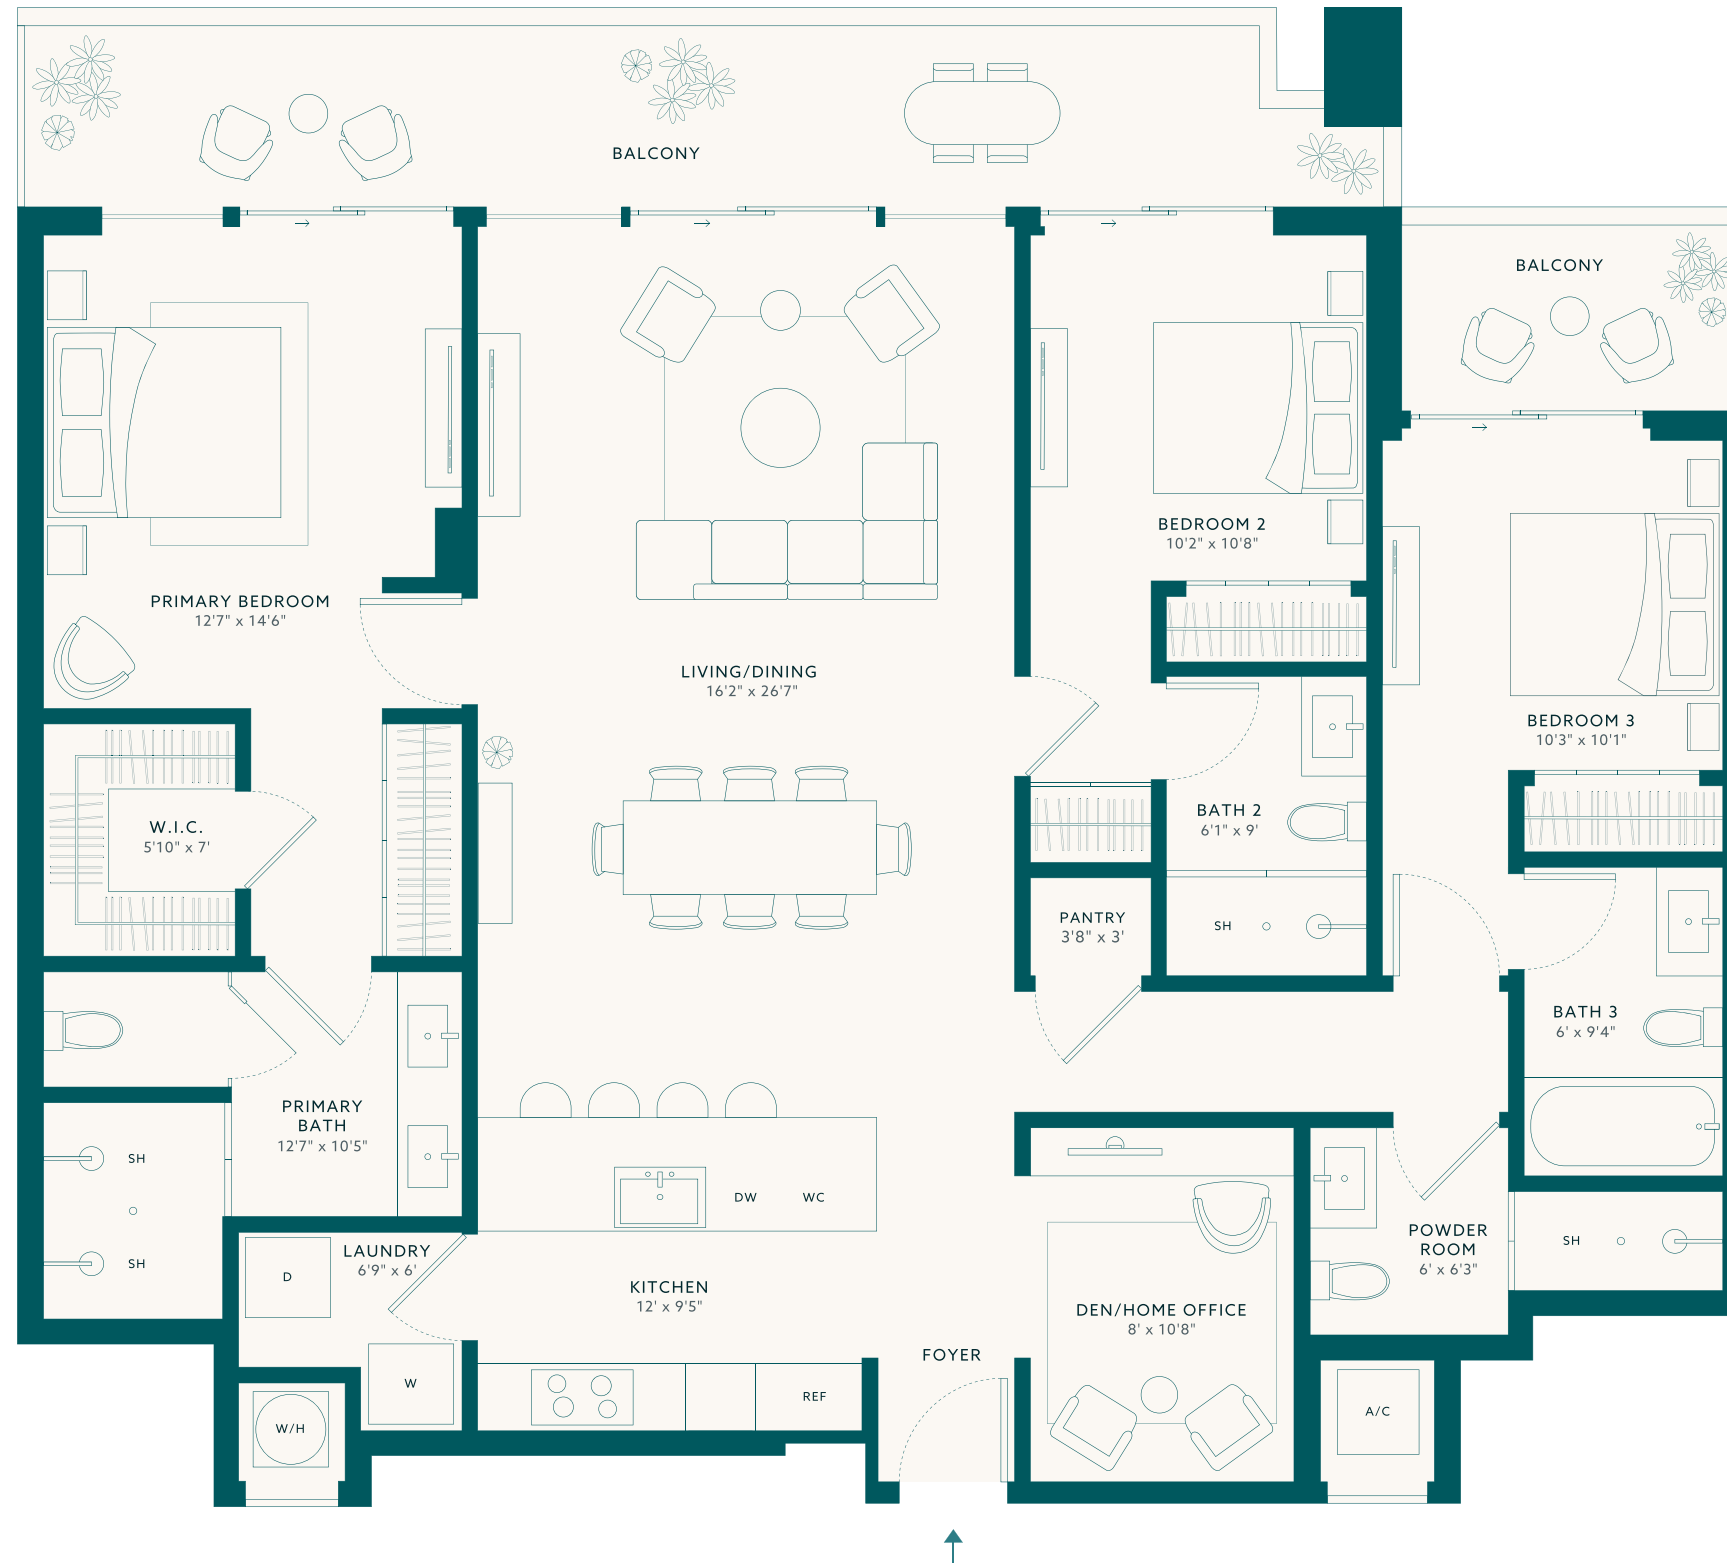 BALCONY
BALCONY
BEDROOM 2
10'2" x 10'8"
PRIMARY BEDROOM
12'7" x 14'6"
LIVING/DINING
16'2" x 26'7"
BEDROOM 3
10'3" x 10'1"
W.I.C.
5'10" x 7'
BATH 2
6'1" x 9'
PANTRY
3'8" x 3'
SH
BATH 3
6' x 9'4"
PRIMARY
BATH
12'7" x 10'5"
SH
SH
DW
WC
LAUNDRY
6'9" x 6'
D
KITCHEN
12' x 9'5"
POWDER
ROOM
6' x 6'3"
SH
DEN/HOME OFFICE
8' x 10'8"
FOYER
W
REF
W/H
A/C